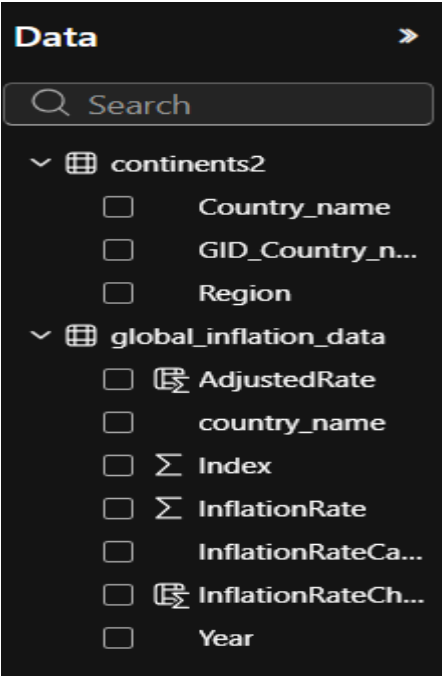 Data
Search
continents2
Country_name
GID_Country_n...
Region
global_inflation_data
AdjustedRate
country_name
Index
InflationRate
InflationRateCa...
InflationRateCh...
Year